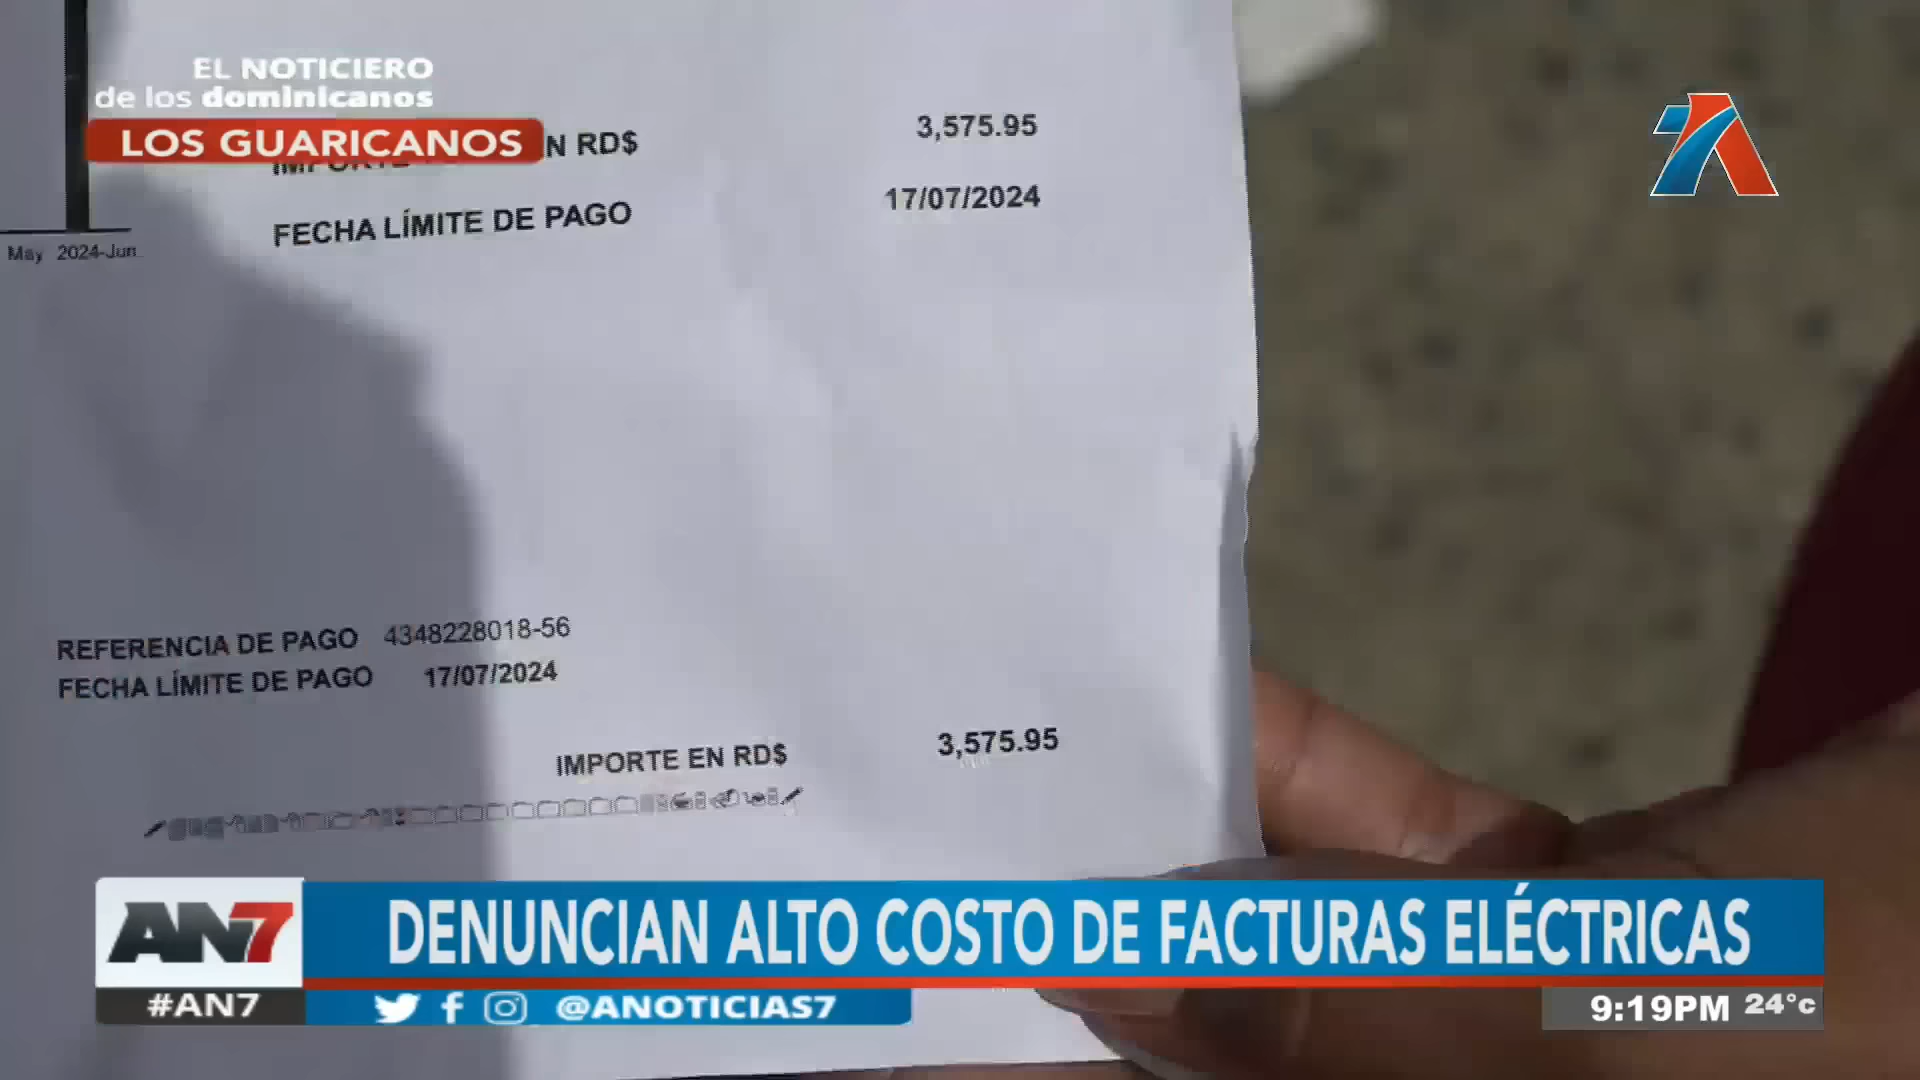 EL NOTICIERO
de los dominicanos
LOS GUARICANOS
N RD$ 3,575.95
FECHA LÍMITE DE PAGO 17/07/2024
May 2024-Jun.
REFERENCIA DE PAGO 4348228018-56
FECHA LÍMITE DE PAGO 17/07/2024
IMPORTE EN RD$ 3,575.95
AN7 DENUNCIAN ALTO COSTO DE FACTURAS ELÉCTRICAS
#AN7 @ANOTICIAS7
9:19PM 24°c